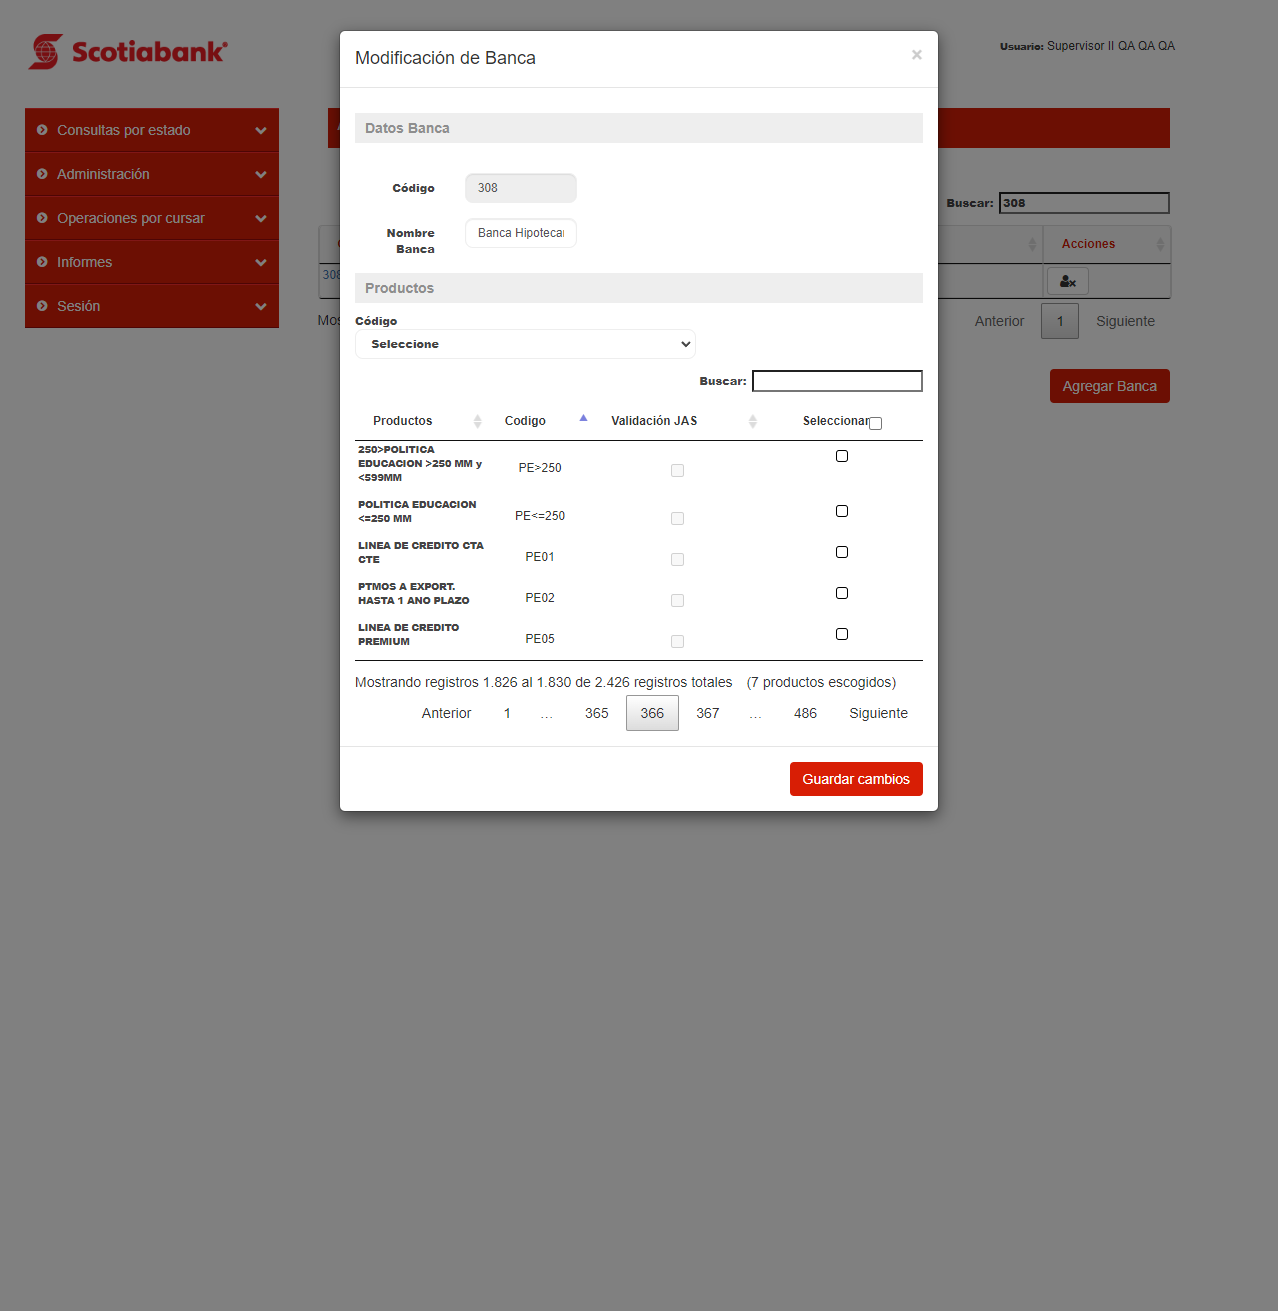 Scotiabank
Usuario: Supervisor II QA QA QA
Consultas por estado
Administración
Operaciones por cursar
Informes
Sesión
Buscar: 308
Acciones
308
Anterior 1 Siguiente
Agregar Banca
Modificación de Banca
×
Datos Banca
Código 308
Nombre
Banca
Banca Hipotecar
Productos
Código
Seleccione
Buscar:
Productos Codigo Validación JAS Seleccionar
250>POLITICA
EDUCACION >250 MM y
<599MM
PE>250
POLITICA EDUCACION
<=250 MM
PE<=250
LINEA DE CREDITO CTA
CTE
PE01
PTMOS A EXPORT.
HASTA 1 ANO PLAZO
PE02
LINEA DE CREDITO
PREMIUM
PE05
Mostrando registros 1.826 al 1.830 de 2.426 registros totales (7 productos escogidos)
Anterior 1 … 365 366 367 … 486 Siguiente
Guardar cambios